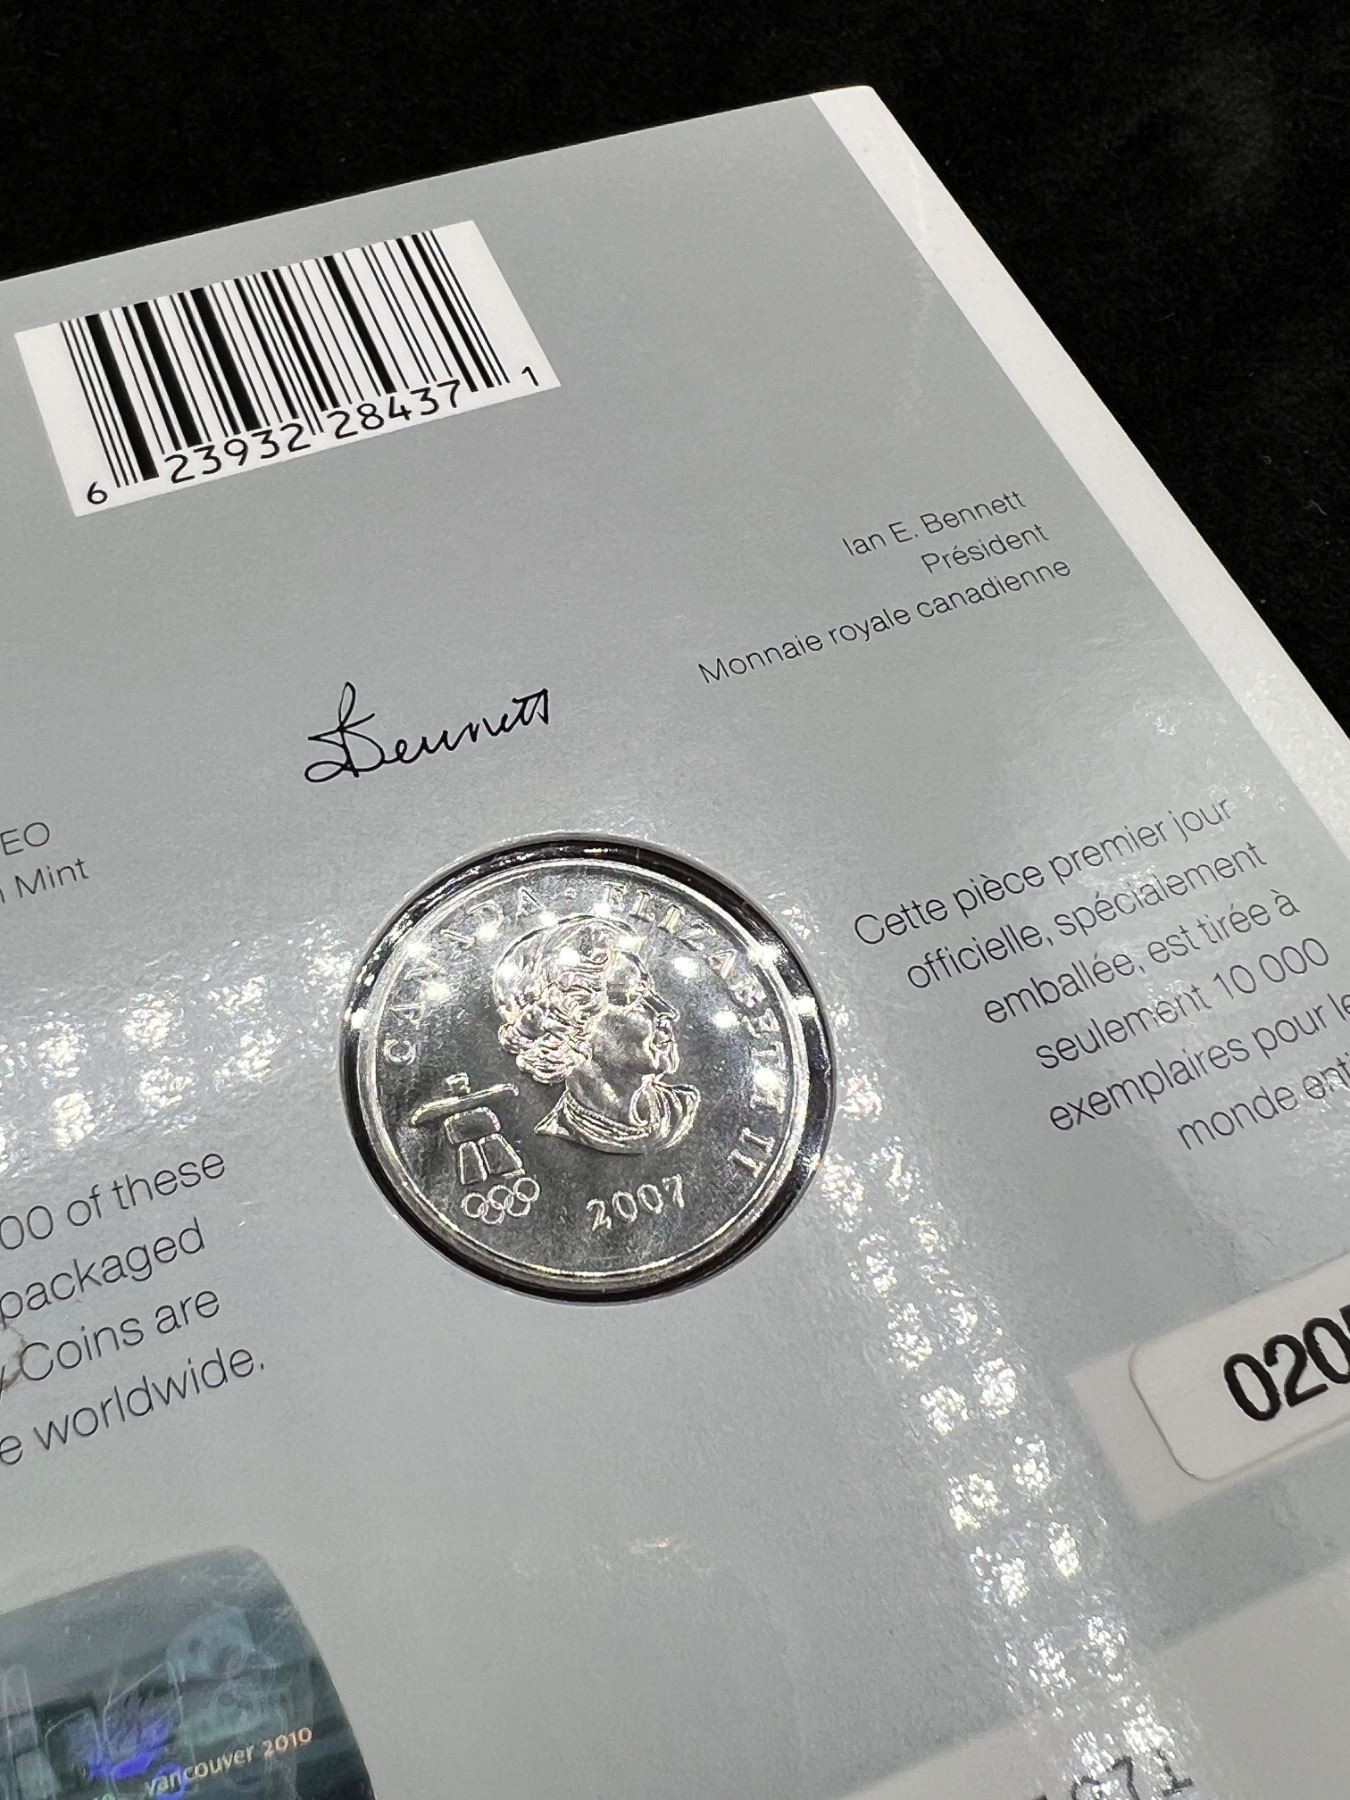 6 23932 28437 1
Ian E. Bennett
Président
Monnaie royale canadienne
Bennett
EO
Mint
CANADA · ELIZABETH II
2007
Cette pièce premier jour
officielle, spécialement
emballée, est tirée à
seulement 10 000
exemplaires pour le
monde enti
00 of these
packaged
Coins are
e worldwide.
020
vancouver 2010